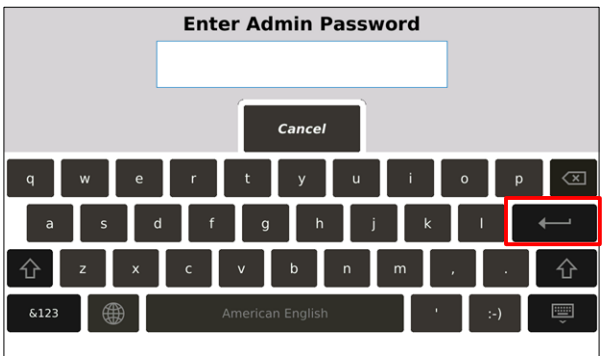 Enter Admin Password
Cancel
q w e r t y u i o p
a s d f g h j k l
z x c v b n m , .
&123 American English ' :-)